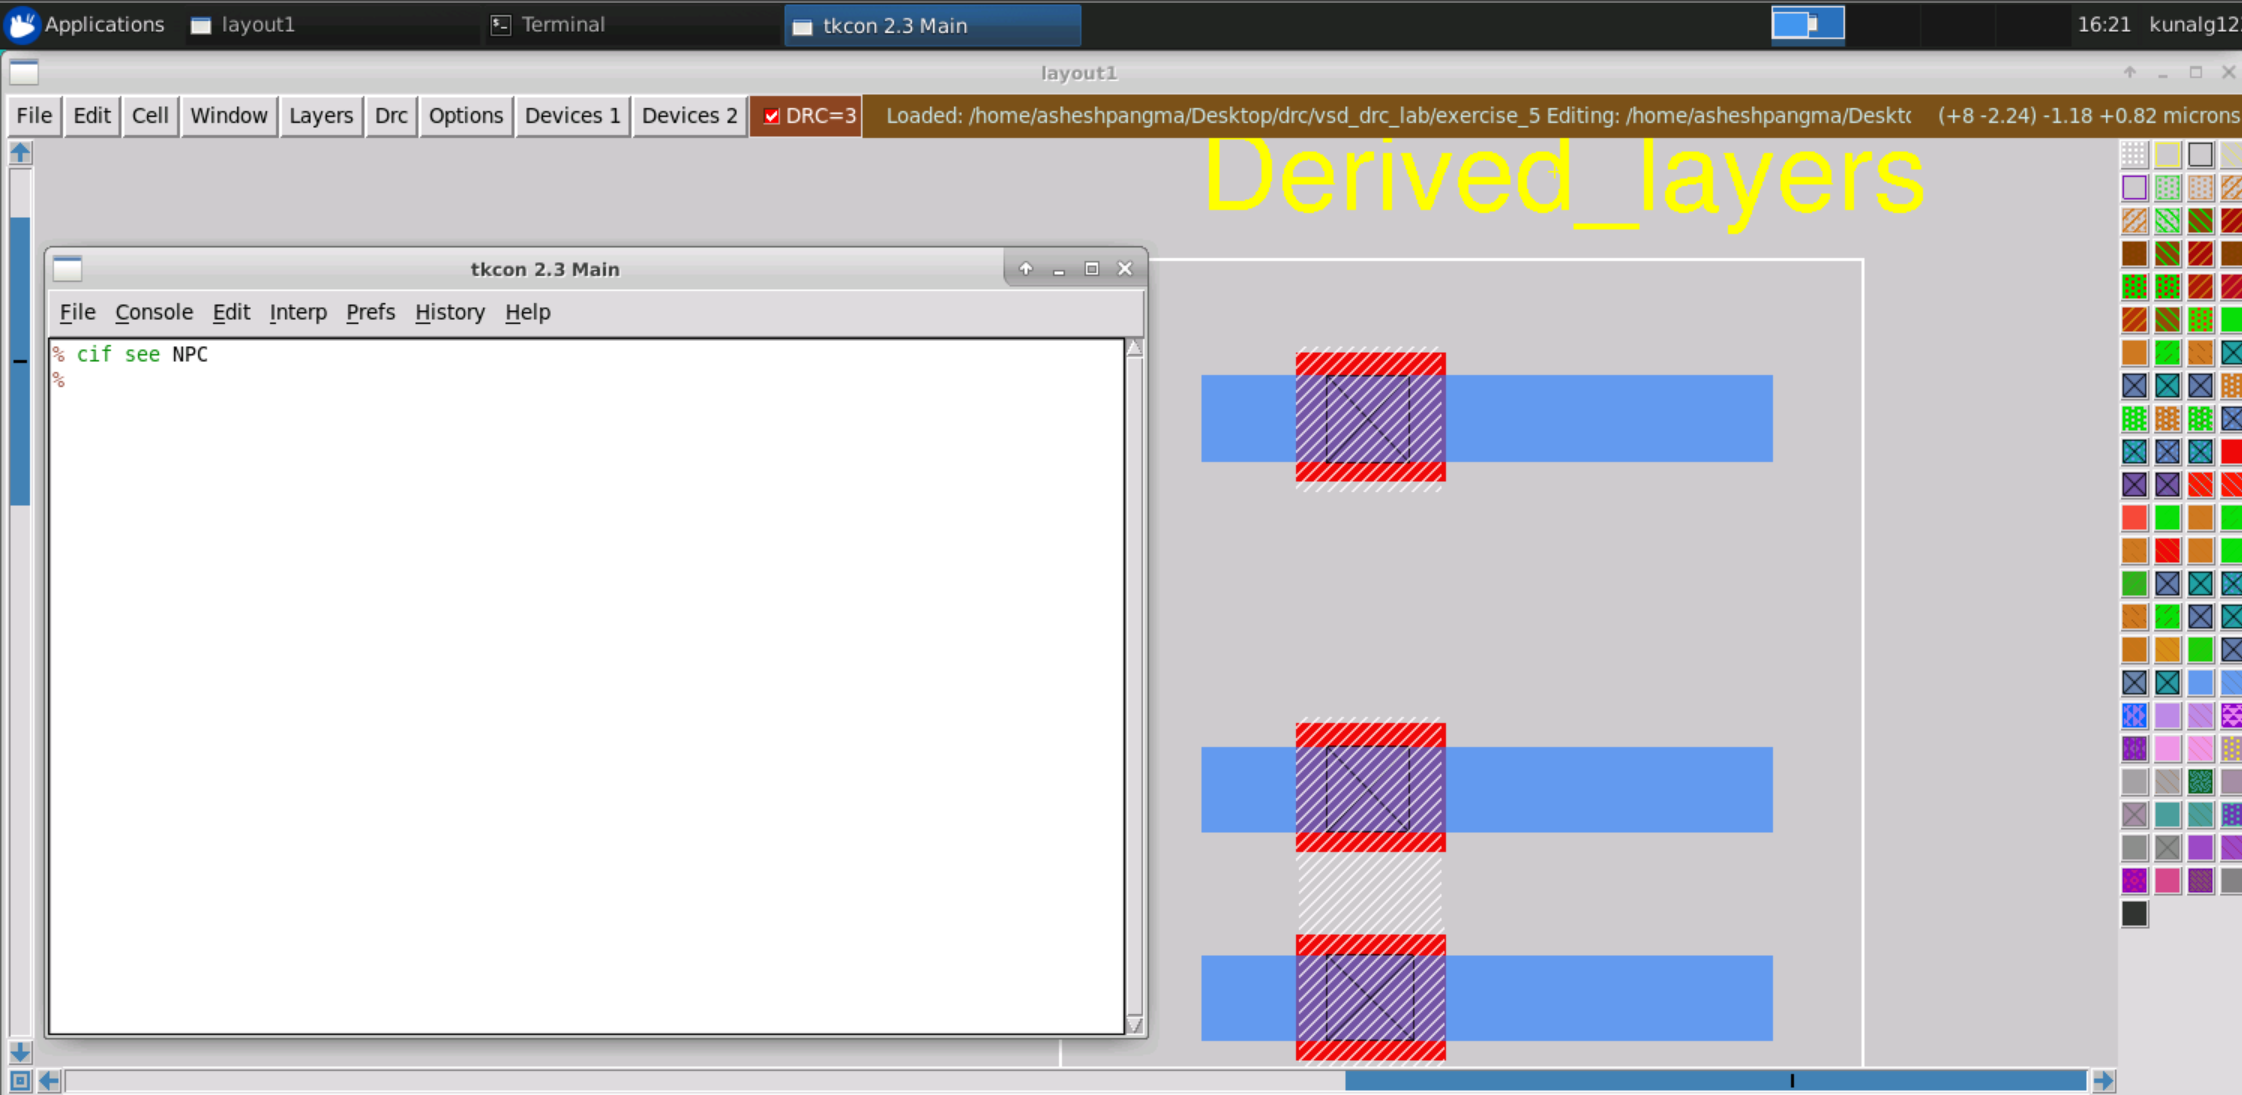 Applications layout1 Terminal tkcon 2.3 Main 16:21 kunalg12
layout1
File Edit Cell Window Layers Drc Options Devices 1 Devices 2 DRC=3 Loaded: /home/asheshpangma/Desktop/drc/vsd_drc_lab/exercise_5 Editing: /home/asheshpangma/Deskto (+8 -2.24) -1.18 +0.82 microns
Derived_layers
tkcon 2.3 Main
File Console Edit Interp Prefs History Help
% cif see NPC
%